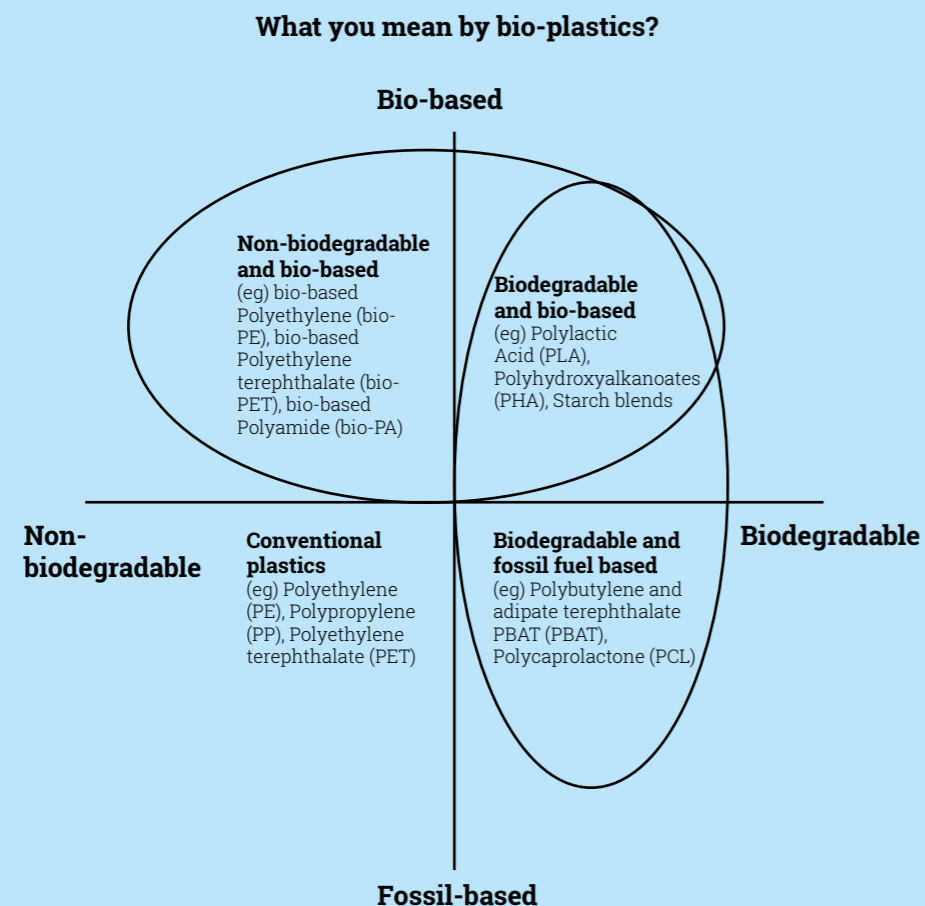 What you mean by bio-plastics?
Bio-based
Non-biodegradable
and bio-based
(eg) bio-based
Polyethylene (bio-
PE), bio-based
Polyethylene
terephthalate (bio-
PET), bio-based
Polyamide (bio-PA)
Biodegradable
and bio-based
(eg) Polylactic
Acid (PLA),
Polyhydroxyalkanoates
(PHA), Starch blends
Non-
biodegradable
Biodegradable
Conventional
plastics
(eg) Polyethylene
(PE), Polypropylene
(PP), Polyethylene
terephthalate (PET)
Biodegradable and
fossil fuel based
(eg) Polybutylene and
adipate terephthalate
PBAT (PBAT),
Polycaprolactone (PCL)
Fossil-based